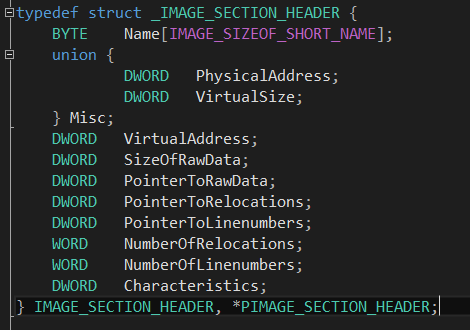 typedef struct _IMAGE_SECTION_HEADER {
BYTE Name[IMAGE_SIZEOF_SHORT_NAME];
union {
DWORD PhysicalAddress;
DWORD VirtualSize;
} Misc;
DWORD VirtualAddress;
DWORD SizeOfRawData;
DWORD PointerToRawData;
DWORD PointerToRelocations;
DWORD PointerToLinenumbers;
WORD NumberOfRelocations;
WORD NumberOfLinenumbers;
DWORD Characteristics;
} IMAGE_SECTION_HEADER, *PIMAGE_SECTION_HEADER;